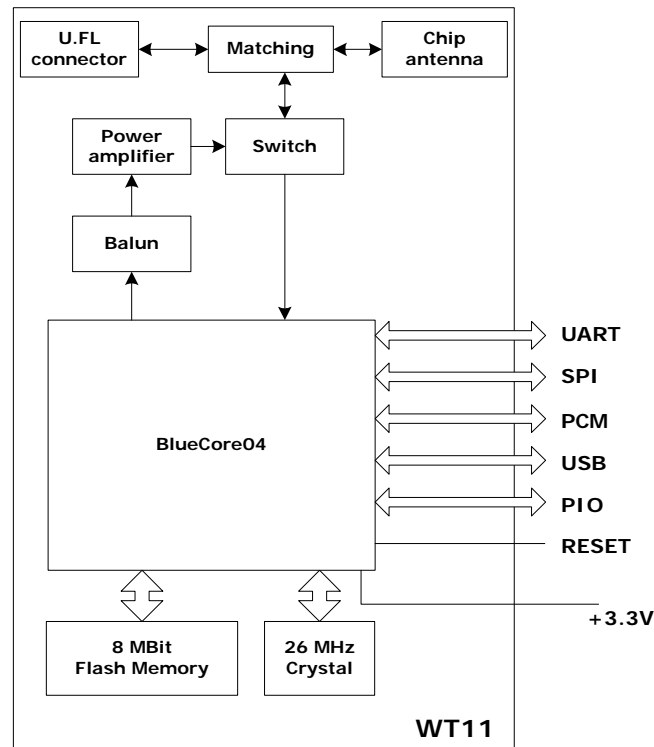 U.FL
connector
Matching
Chip
antenna
Power
amplifier
Switch
Balun
UART
SPI
PCM
BlueCore04
USB
PIO
RESET
+3.3V
8 MBit
Flash Memory
26 MHz
Crystal
WT11